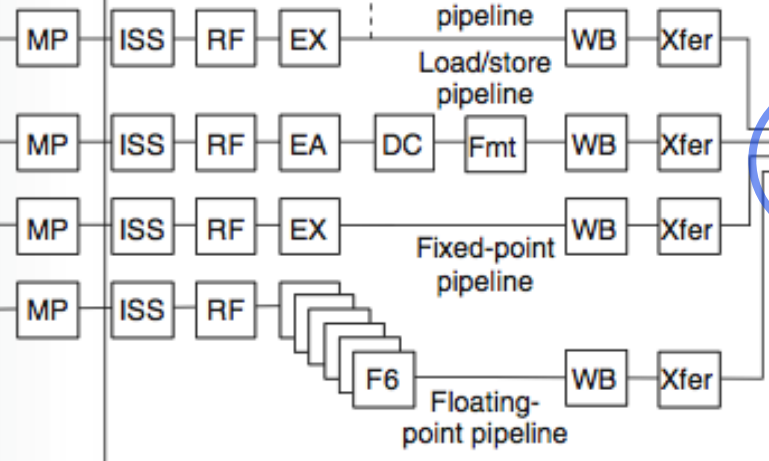 pipeline
MP ISS RF EX WB Xfer
Load/store
pipeline
MP ISS RF EA DC Fmt WB Xfer
MP ISS RF EX WB Xfer
Fixed-point
pipeline
MP ISS RF
F6 WB Xfer
Floating-
point pipeline